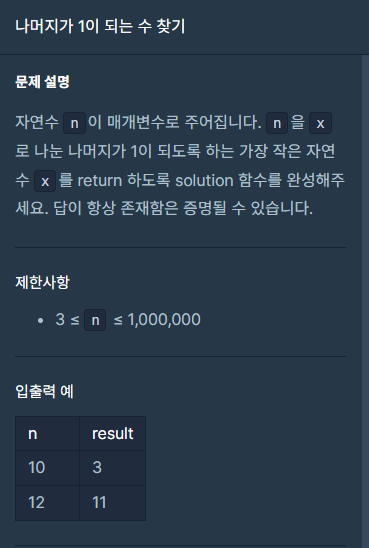 나머지가 1이 되는 수 찾기
문제 설명
자연수 n이 매개변수로 주어집니다. n을 x
로 나눈 나머지가 1이 되도록 하는 가장 작은 자연
수 x를 return 하도록 solution 함수를 완성해주
세요. 답이 항상 존재함은 증명될 수 있습니다.
제한사항
• 3 ≤ n ≤ 1,000,000
입출력 예
n result
10 3
12 11